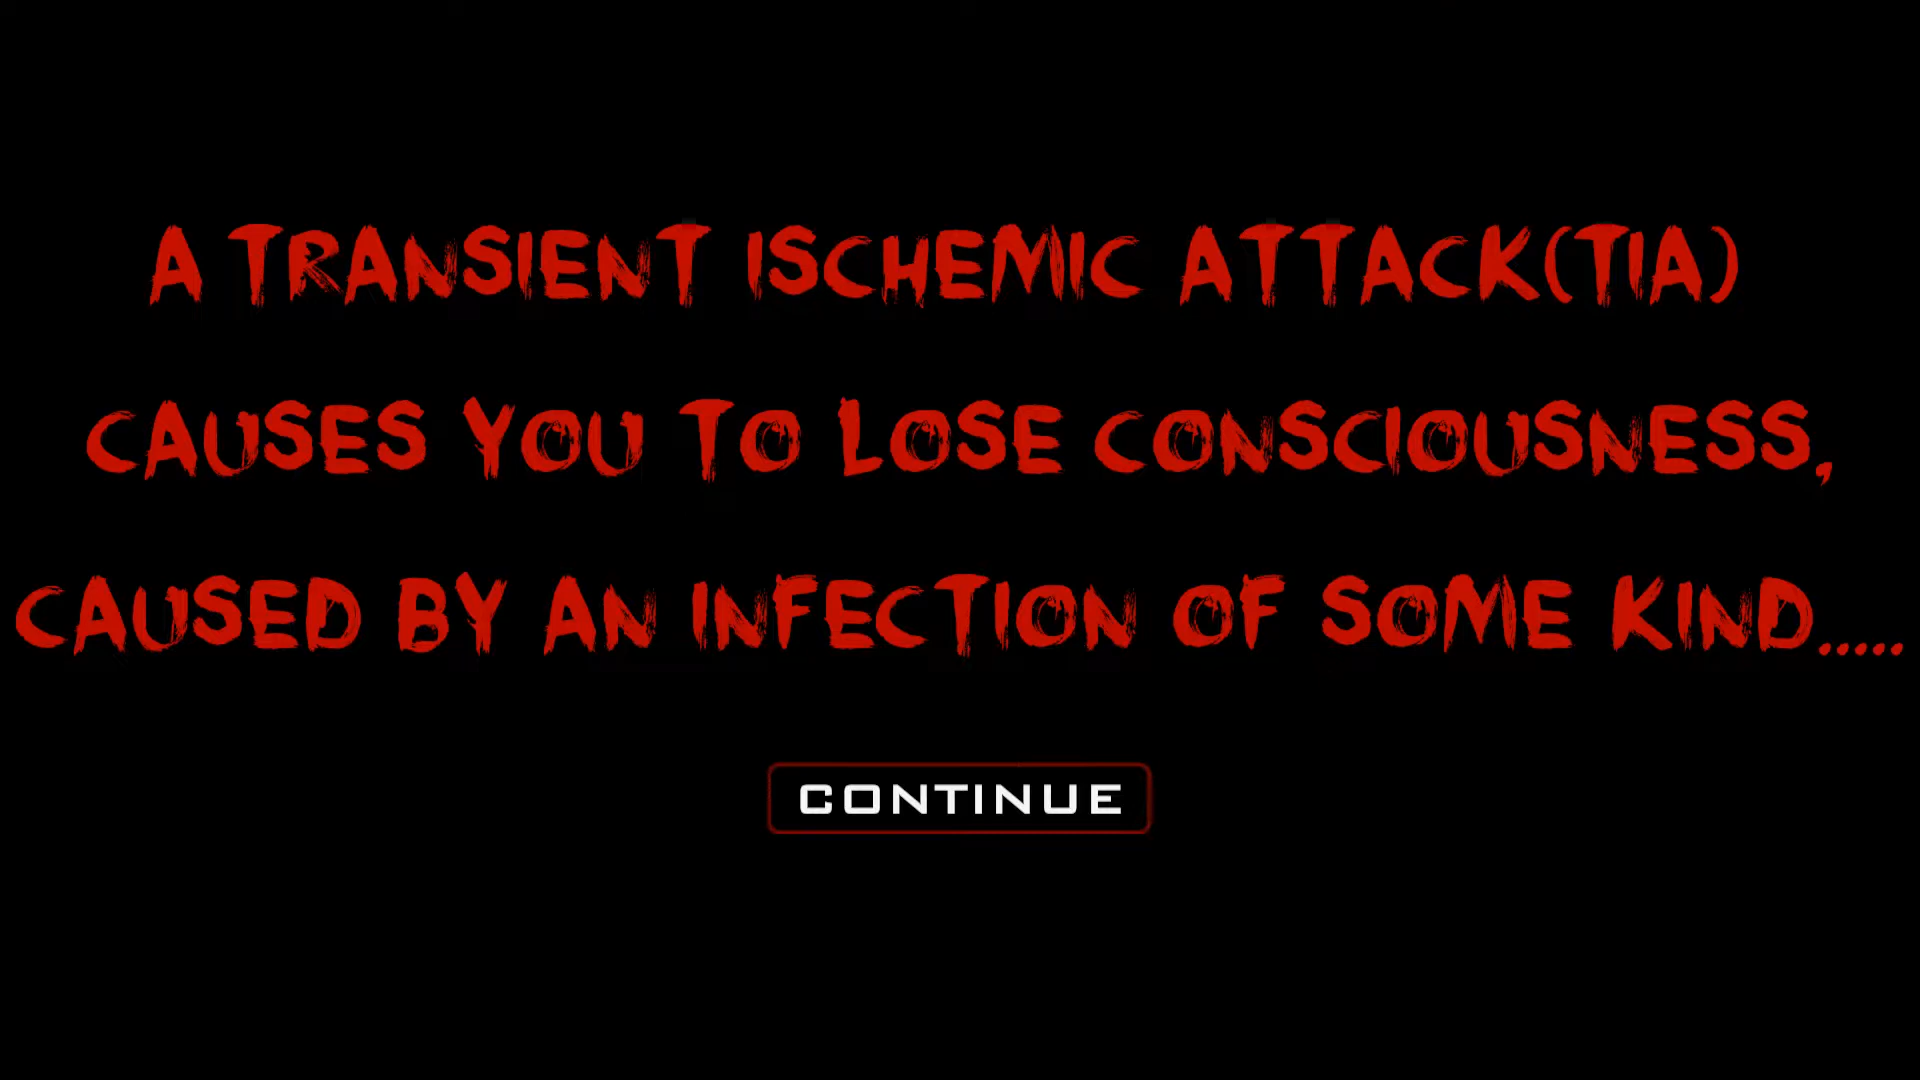 A TRANSIENT ISCHEMIC ATTACK(TIA)
CAUSES YOU TO LOSE CONSCIOUSNESS,
CAUSED BY AN INFECTION OF SOME KIND.....
CONTINUE